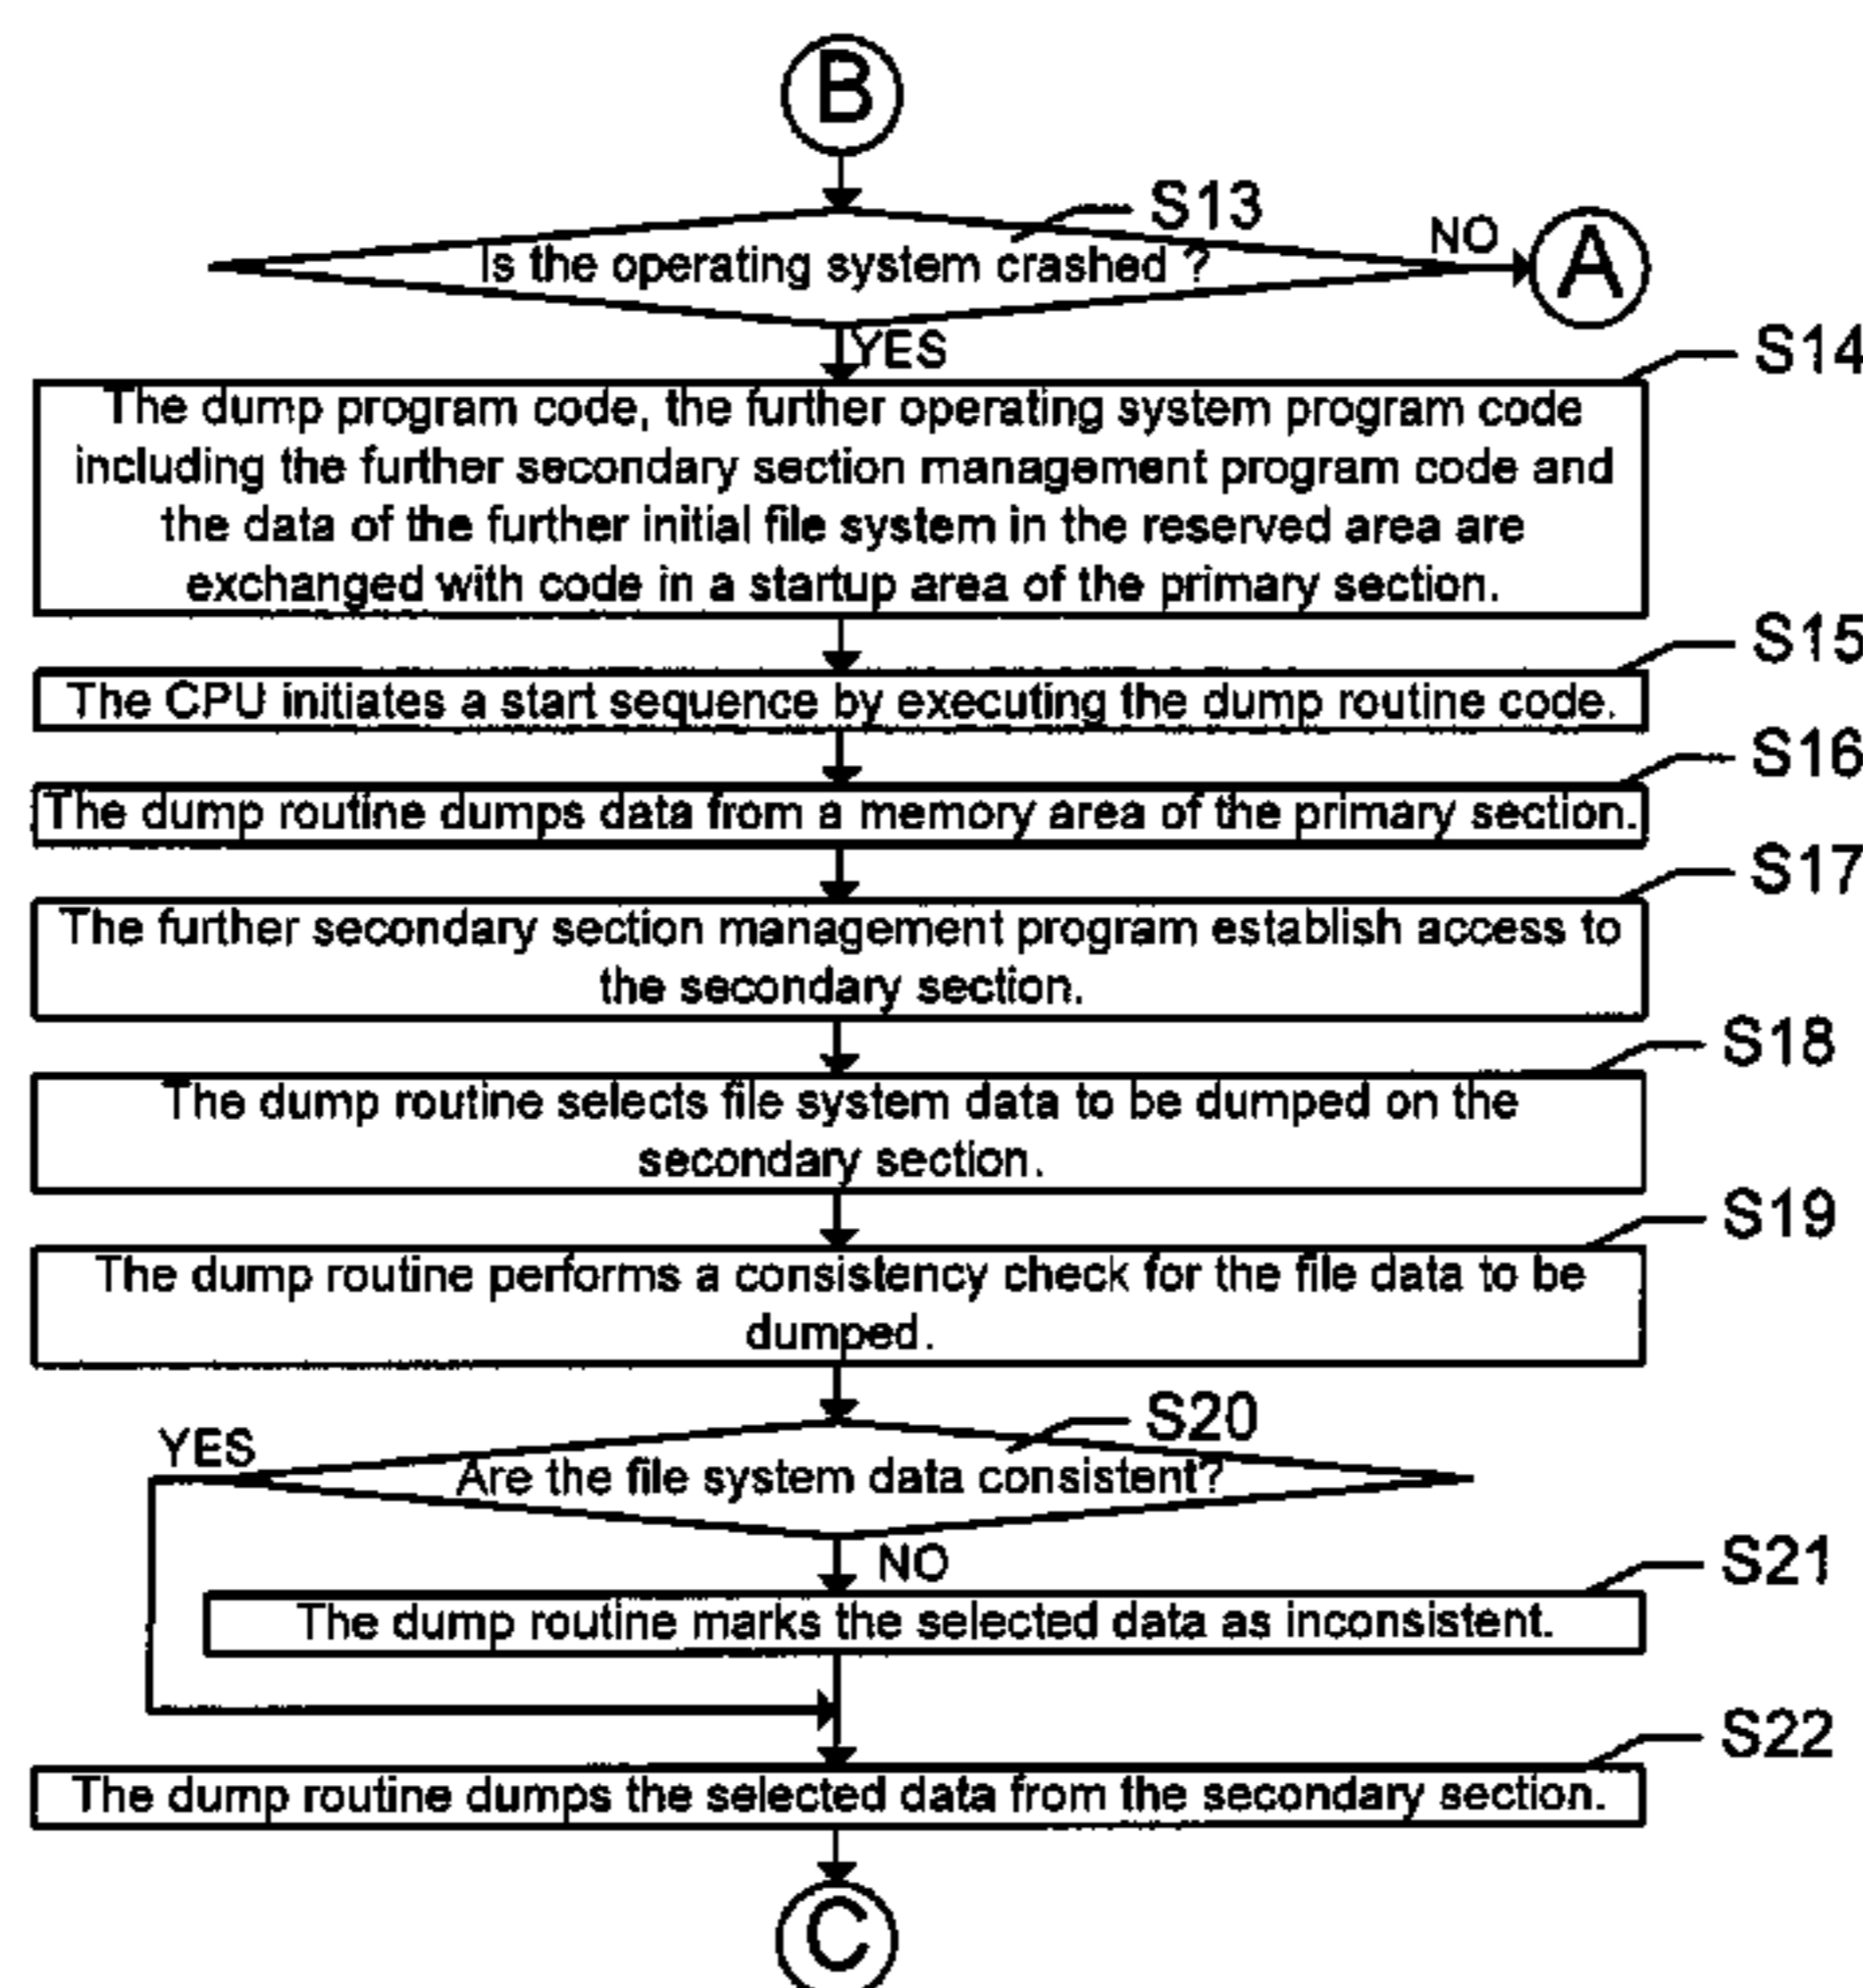 B
S13
Is the operating system crashed ?
NO
A
YES
S14
The dump program code, the further operating system program code
including the further secondary section management program code and
the data of the further initial file system in the reserved area are
exchanged with code in a startup area of the primary section.
S15
The CPU initiates a start sequence by executing the dump routine code.
S16
The dump routine dumps data from a memory area of the primary section.
S17
The further secondary section management program establish access to
the secondary section.
S18
The dump routine selects file system data to be dumped on the
secondary section.
S19
The dump routine performs a consistency check for the file data to be
dumped.
S20
YES
Are the file system data consistent?
NO
S21
The dump routine marks the selected data as inconsistent.
S22
The dump routine dumps the selected data from the secondary section.
C